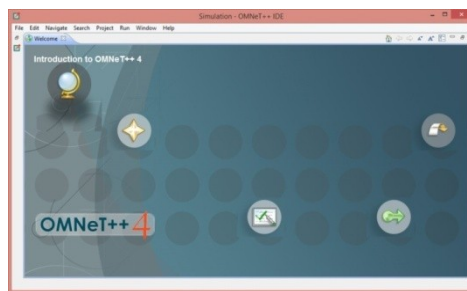 Simulation - OMNeT++ IDE
File Edit Navigate Search Project Run Window Help
Welcome
Introduction to OMNeT++ 4
OMNeT++ 4